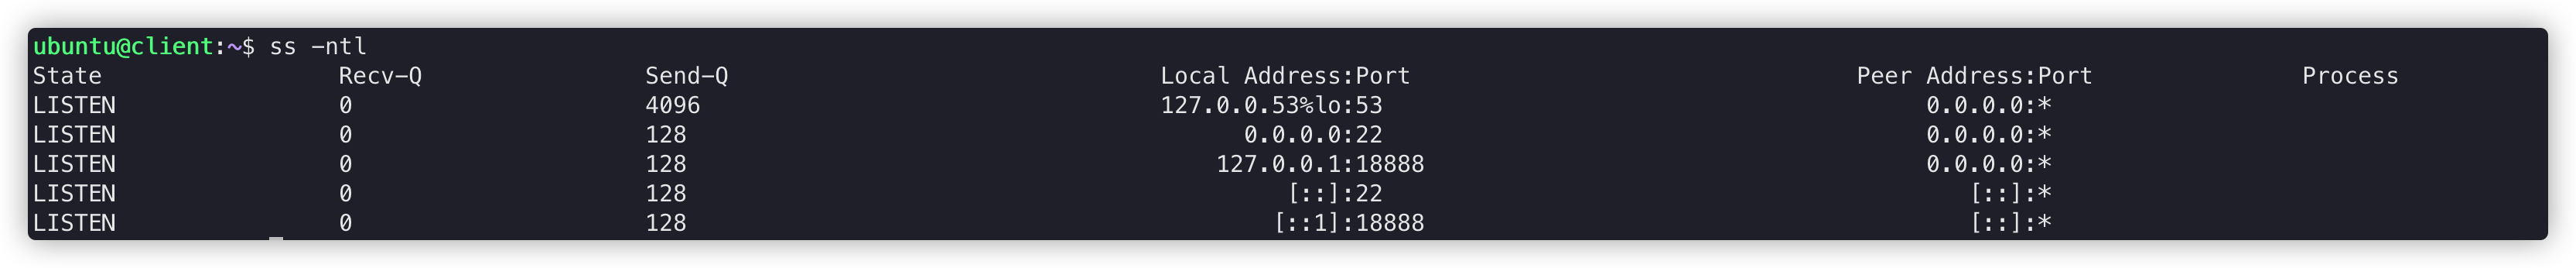 ubuntu@client:~$ ss -ntl
State Recv-Q Send-Q Local Address:Port Peer Address:Port Process
LISTEN 0 4096 127.0.0.53%lo:53 0.0.0.0:*
LISTEN 0 128 0.0.0.0:22 0.0.0.0:*
LISTEN 0 128 127.0.0.1:18888 0.0.0.0:*
LISTEN 0 128 [::]:22 [::]:*
LISTEN 0 128 [::1]:18888 [::]:*